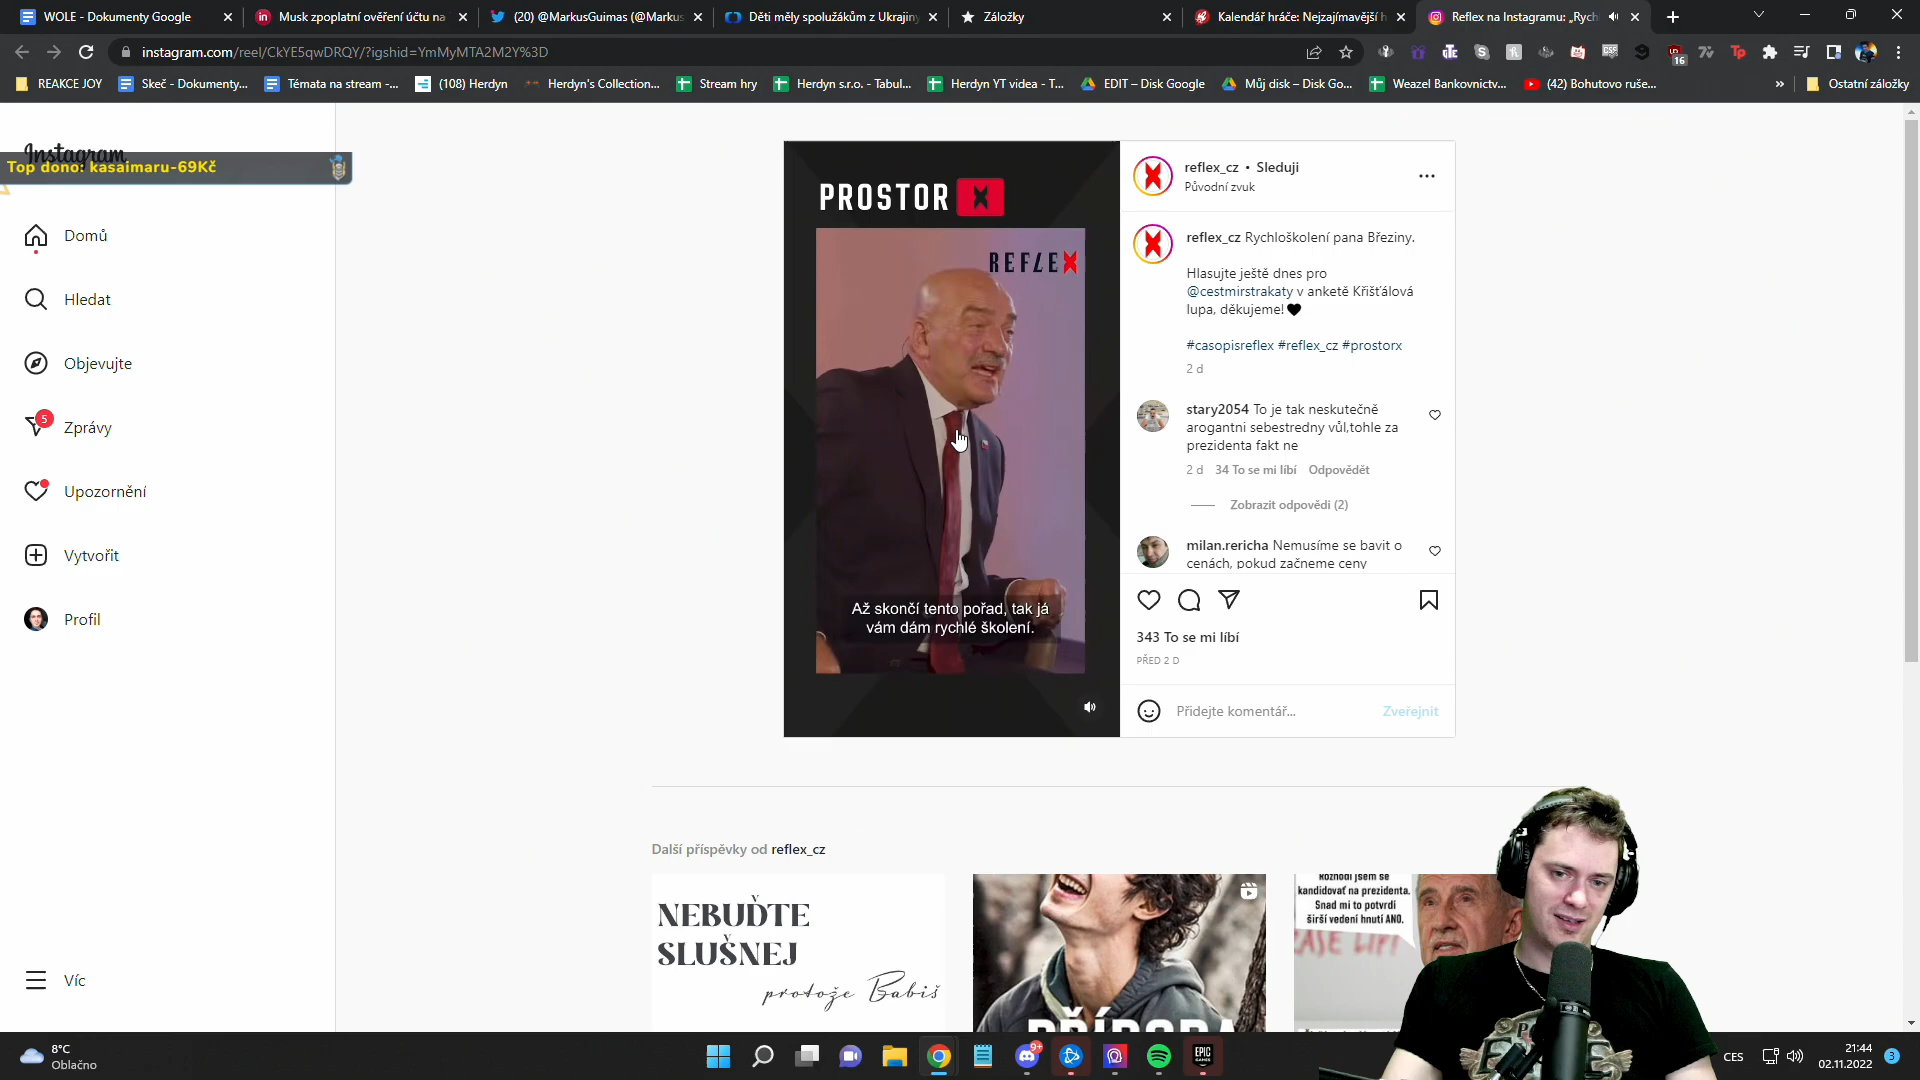 WOLE - Dokumenty Google
Musk zpoplatní ověření účtu na
(20) @MarkusGuimas (@Markus
Děti měly spolužákům z Ukrajiny
Záložky
Kalendář hráče: Nejzajímavější h
Reflex na Instagramu: „Rych
instagram.com/reel/CkYE5qwDRQY/?igshid=YmMyMTA2M2Y%3D
REAKCE JOY
Skeč - Dokumenty...
Témata na stream -...
(108) Herdyn
Herdyn's Collection...
Stream hry
Herdyn s.r.o. - Tabul...
Herdyn YT videa - T...
EDIT – Disk Google
Můj disk – Disk Go...
Weazel Bankovnictv...
(42) Bohutovo ruše...
»
Ostatní záložky
Instagram
Top dono: kasaimaru-69Kč
Domů
Hledat
Objevujte
5
Zprávy
Upozornění
Vytvořit
Profil
Víc
PROSTOR X
REFLEX
Až skončí tento pořad, tak já
vám dám rychlé školení.
reflex_cz • Sleduji
Původní zvuk
reflex_cz Rychloškolení pana Březiny.
Hlasujte ještě dnes pro
@cestmirstrakaty v anketě Křišťálová
lupa, děkujeme!🖤
#casopisreflex #reflex_cz #prostorx
2 d
stary2054 To je tak neskutečně
arogantni sebestredny vůl,tohle za
prezidenta fakt ne
2 d 34 To se mi líbí Odpovědět
Zobrazit odpovědi (2)
milan.rericha Nemusíme se bavit o
cenách, pokud začneme ceny
343 To se mi líbí
PŘED 2 D
Přidejte komentář...
Zveřejnit
Další příspěvky od reflex_cz
NEBUĎTE
SLUŠNEJ
protože Babiš
PŘÍRODA
Rozhodl jsem se
kandidovat na prezidenta.
Snad mi to potvrdí
širší vedení hnutí ANO.
8°C
Oblačno
9+
EPIC
GAMES
CES
21:44
02.11.2022
3